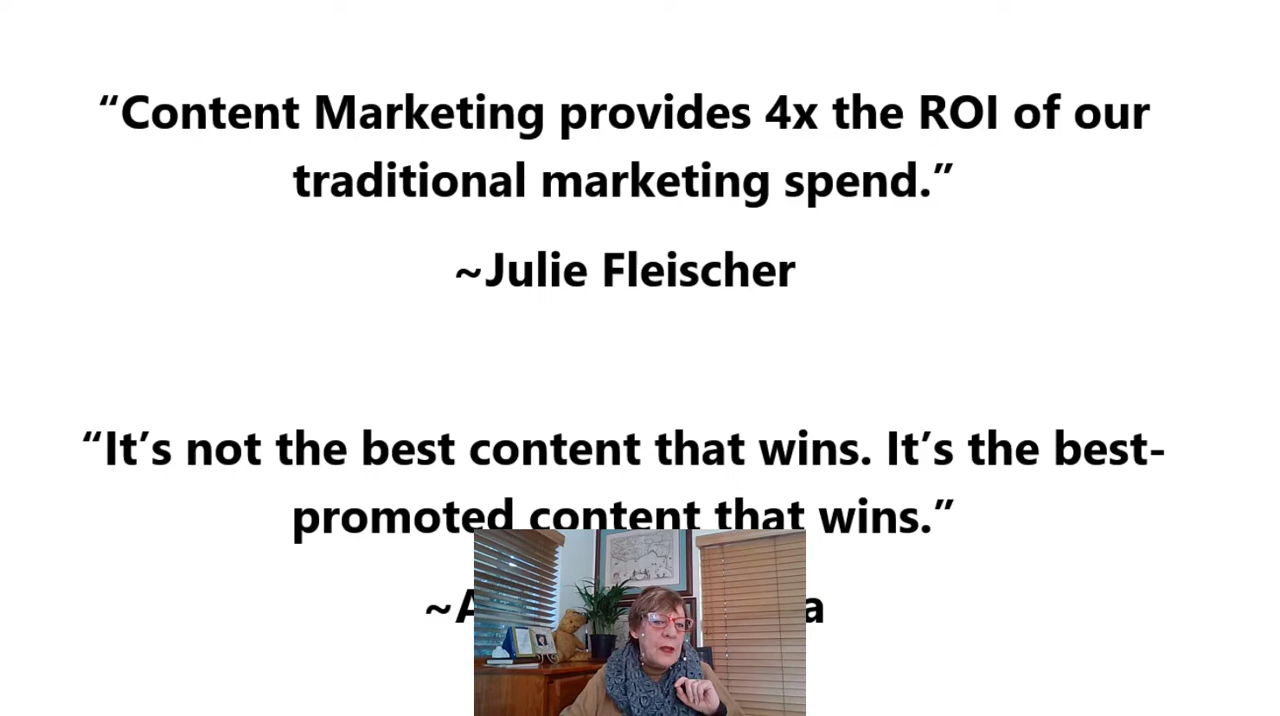 “Content Marketing provides 4x the ROI of our
traditional marketing spend.”
~Julie Fleischer
“It’s not the best content that wins. It’s the best-
promoted content that wins.”